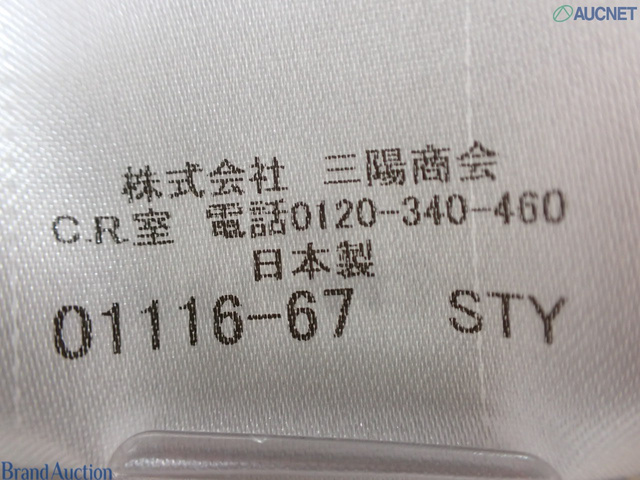 AUCNET
株式会社 三陽商会
C.R.室 電話0120-340-460
日本製
01116-67 STY
Brand Auction